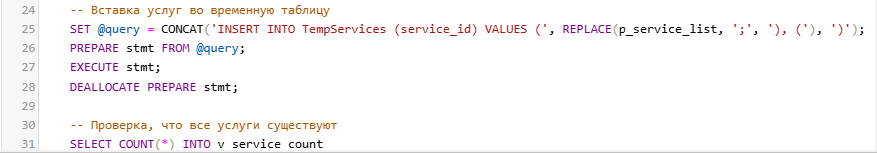 24 -- Вставка услуг во временную таблицу
25 SET @query = CONCAT('INSERT INTO TempServices (service_id) VALUES (', REPLACE(p_service_list, ';', '), ('), ')');
26 PREPARE stmt FROM @query;
27 EXECUTE stmt;
28 DEALLOCATE PREPARE stmt;
29
30 -- Проверка, что все услуги существуют
31 SELECT COUNT(*) INTO v_service_count